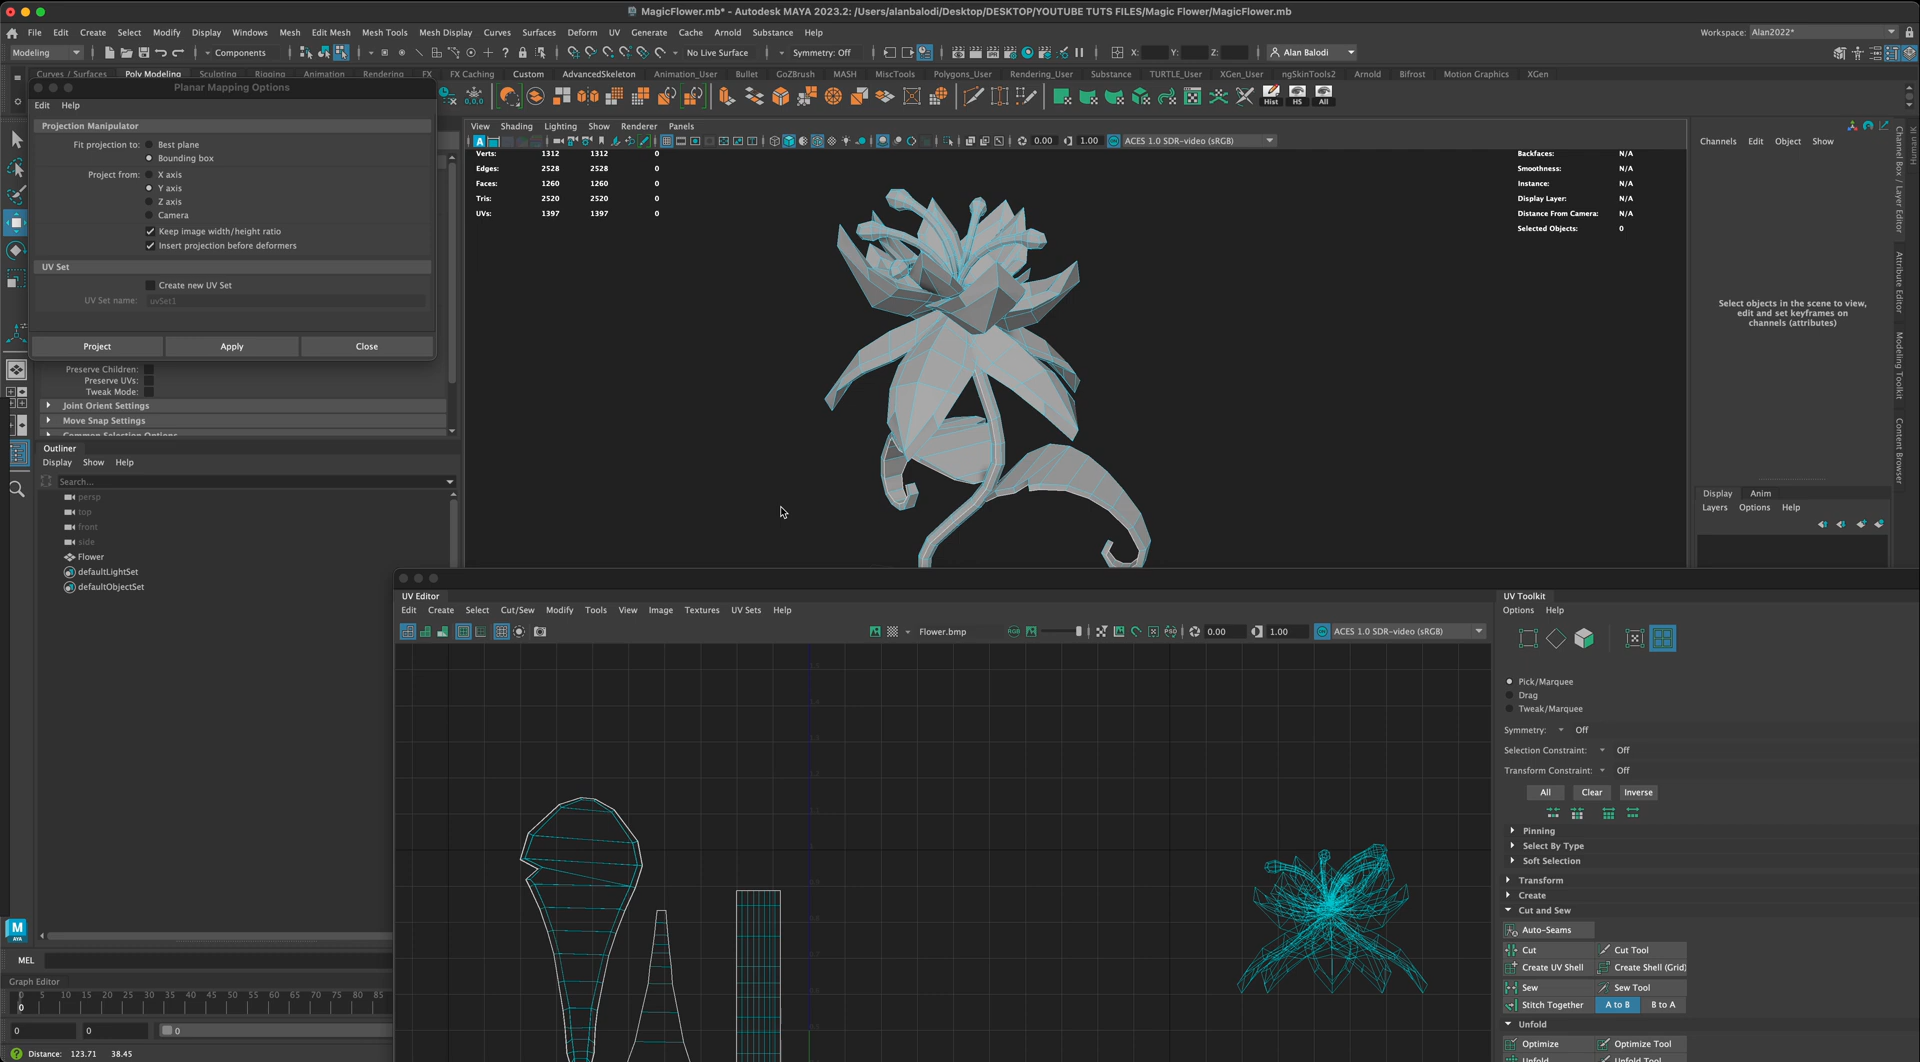 MagicFlower.mb* - Autodesk MAYA 2023.2: /Users/alanbalodi/Desktop/DESKTOP/YOUTUBE TUTS FILES/Magic Flower/MagicFlower.mb
File Edit Create Select Modify Display Windows Mesh Edit Mesh Mesh Tools Mesh Display Curves Surfaces Deform UV Generate Cache Arnold Substance Help
Workspace: Alan2022*
Modeling Components No Live Surface Symmetry: Off X: Y: Z: Alan Balodi
Curves / Surfaces Poly Modeling Sculpting Rigging Animation Rendering FX FX Caching Custom AdvancedSkeleton Animation_User Bullet GoZBrush MASH MiscTools Polygons_User Rendering_User Substance TURTLE_User XGen_User ngSkinTools2 Arnold Bifrost Motion Graphics XGen
Hist HS All
Planar Mapping Options
Edit Help
Projection Manipulator
Fit projection to: Best plane
Bounding box
Project from: X axis
Y axis
Z axis
Camera
Keep image width/height ratio
Insert projection before deformers
UV Set
Create new UV Set
UV Set name: uvSet1
Project Apply Close
Preserve Children:
Preserve UVs:
Tweak Mode:
Joint Orient Settings
Move Snap Settings
Common Selection Options
Outliner
Display Show Help
Search...
persp
top
front
side
Flower
defaultLightSet
defaultObjectSet
View Shading Lighting Show Renderer Panels
0.00 1.00 ACES 1.0 SDR-video (sRGB)
Verts: 1312 1312 0
Edges: 2528 2528 0
Faces: 1260 1260 0
Tris: 2520 2520 0
UVs: 1397 1397 0
Backfaces: N/A
Smoothness: N/A
Instance: N/A
Display Layer: N/A
Distance From Camera: N/A
Selected Objects: 0
Channels Edit Object Show
Select objects in the scene to view,
edit and set keyframes on
channels (attributes)
Channel Box / Layer Editor
Attribute Editor
Modeling Toolkit
Content Browser
Display Anim
Layers Options Help
UV Editor
Edit Create Select Cut/Sew Modify Tools View Image Textures UV Sets Help
Flower.bmp 0.00 1.00 ACES 1.0 SDR-video (sRGB)
UV Toolkit
Options Help
Pick/Marquee
Drag
Tweak/Marquee
Symmetry: Off
Selection Constraint: Off
Transform Constraint: Off
All Clear Inverse
Pinning
Select By Type
Soft Selection
Transform
Create
Cut and Sew
Auto-Seams
Cut Cut Tool
Create UV Shell Create Shell (Grid)
Sew Sew Tool
Stitch Together A to B B to A
Unfold
Optimize Optimize Tool
Unfold Unfold Tool
MEL
Graph Editor
0 5 10 15 20 25 30 35 40 45 50 55 60 65 70 75 80 85
0
0 0 0
Distance: 123.71 38.45